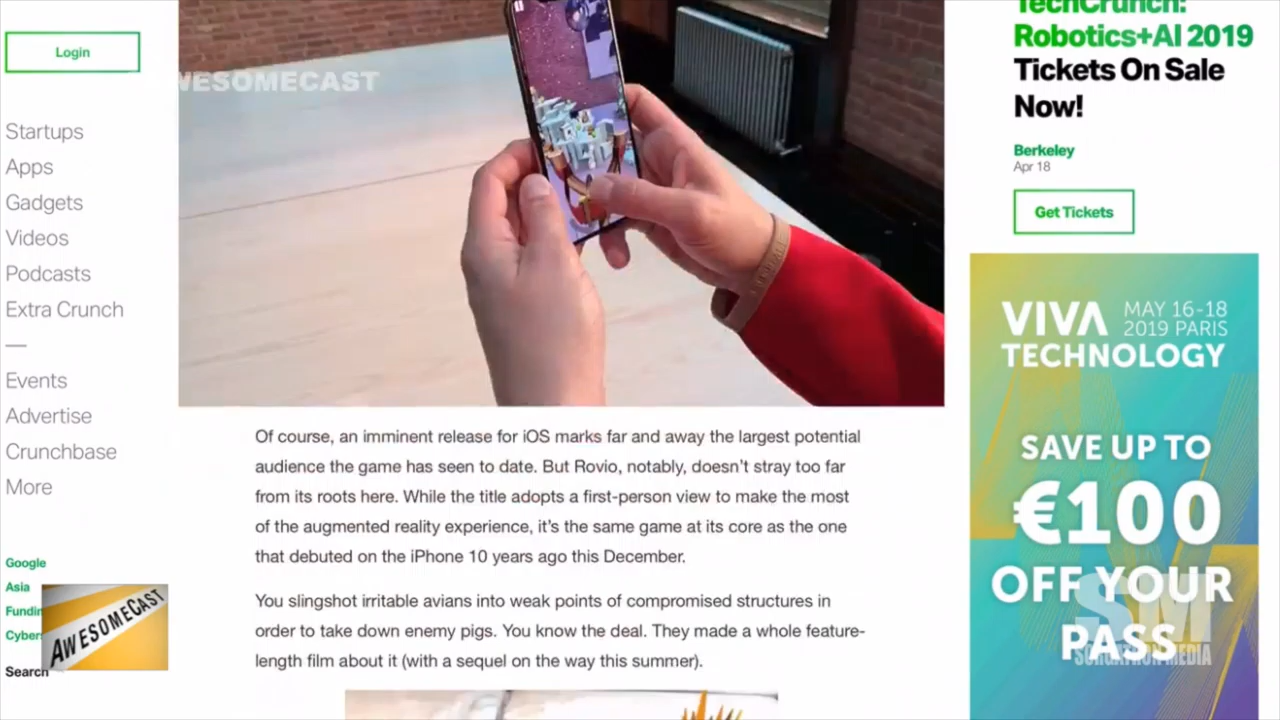 Login
Startups
Apps
Gadgets
Videos
Podcasts
Extra Crunch
Events
Advertise
Crunchbase
More
Google
Asia
Search
AWESOMECAST
WESOMECAST
Of course, an imminent release for iOS marks far and away the largest potential
audience the game has seen to date. But Rovio, notably, doesn't stray too far
from its roots here. While the title adopts a first-person view to make the most
of the augmented reality experience, it's the same game at its core as the one
that debuted on the iPhone 10 years ago this December.
You slingshot irritable avians into weak points of compromised structures in
order to take down enemy pigs. You know the deal. They made a whole feature-
length film about it (with a sequel on the way this summer).
TechCrunch:
Robotics+AI 2019
Tickets On Sale
Now!
Berkeley
Apr 18
Get Tickets
VIVA
TECHNOLOGY
MAY 16-18
2019 PARIS
SAVE UP TO
€100
OFF YOUR
PASS
SM
SORGATRON MEDIA